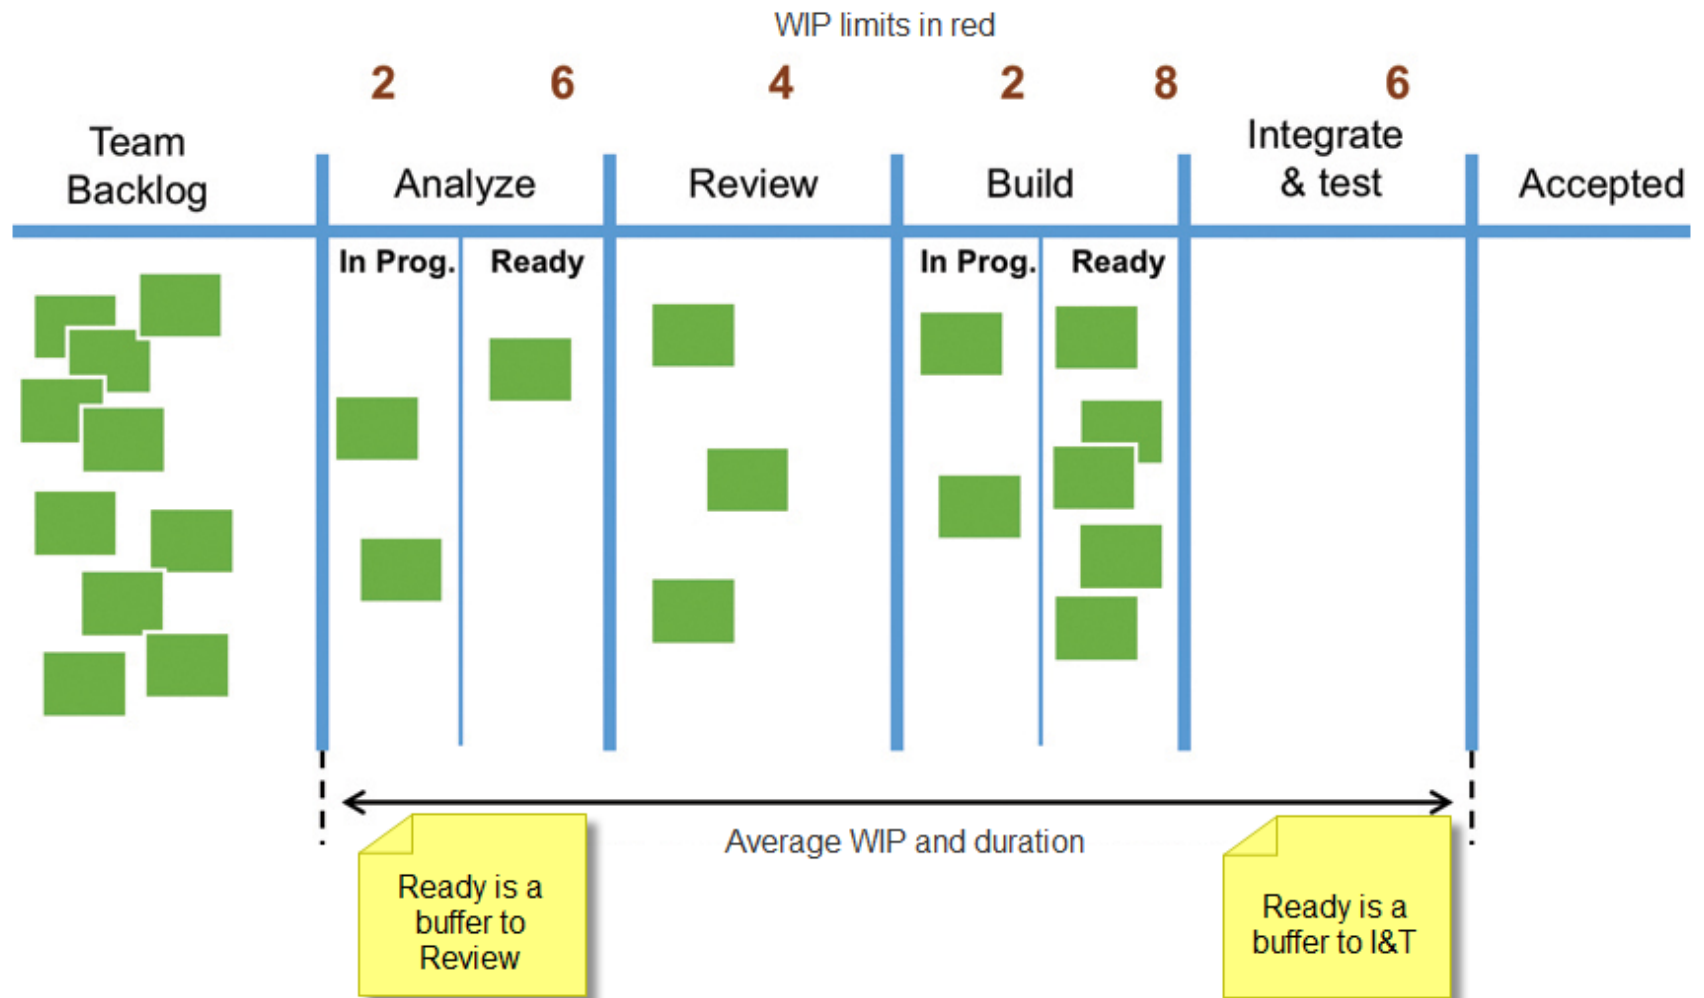 WIP limits in red
2 6 4 2 8 6
Team
Backlog
Analyze
Review
Build
Integrate
& test
Accepted
In Prog.
Ready
In Prog.
Ready
Average WIP and duration
Ready is a
buffer to
Review
Ready is a
buffer to I&T